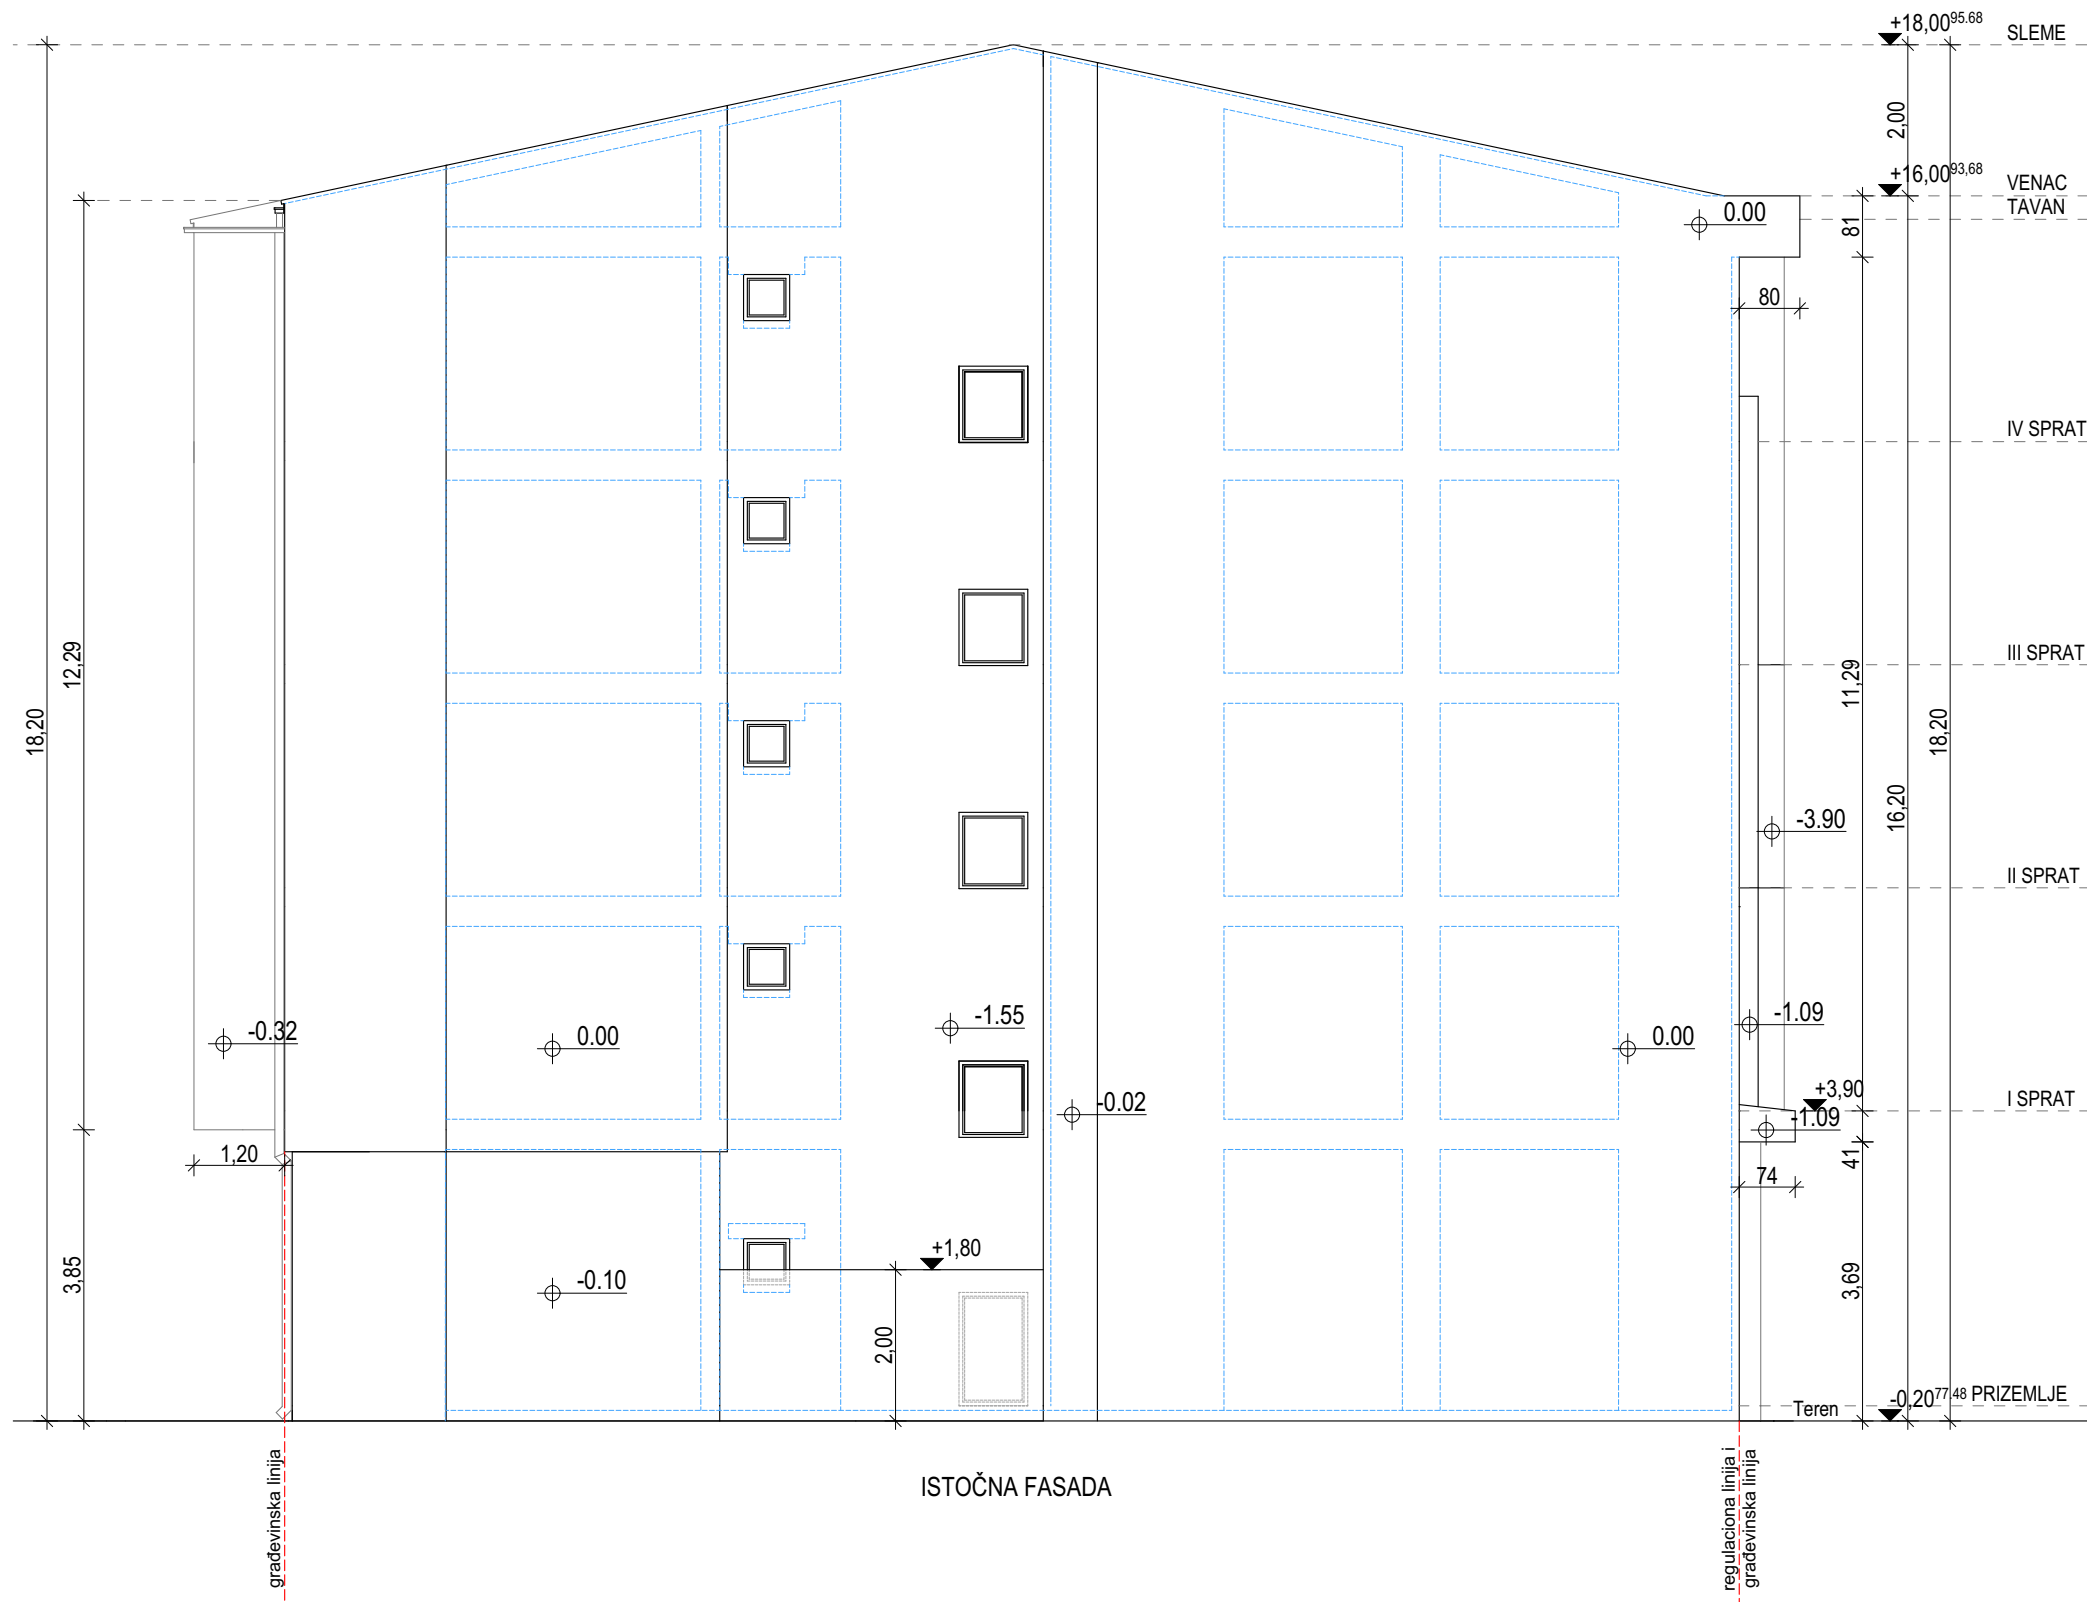 +18,00 95.68 SLEME
2,00
+16,00 93,68 VENAC
TAVAN
0.00
81
80
IV SPRAT
12,29
III SPRAT
11,29
18,20
18,20
16,20
-3.90
II SPRAT
-0.32
0.00
-1.55
0.00
-1.09
-0.02
+3,90
I SPRAT
-1.09
1,20
41
74
+1,80
-0.10
3,85
3,69
2,00
-0,20 77.48 PRIZEMLJE
Teren
ISTOČNA FASADA
građevinska linija
regulaciona linija i
građevinska linija